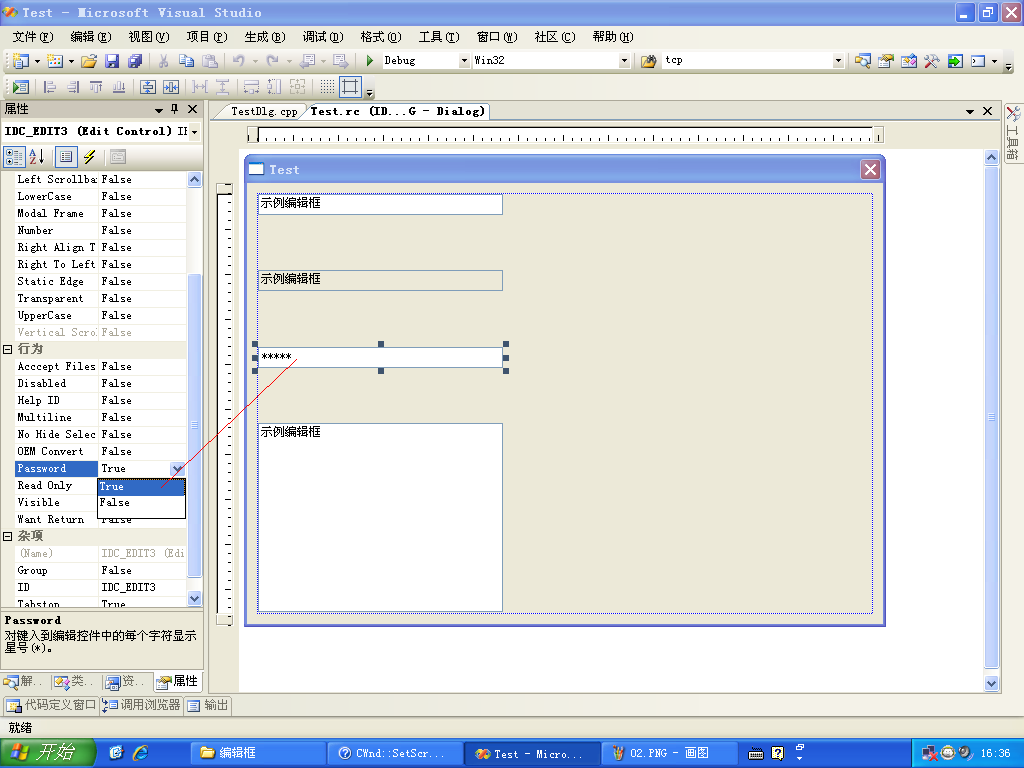 Test - Microsoft Visual Studio
文件(F) 编辑(E) 视图(V) 项目(P) 生成(B) 调试(D) 格式(O) 工具(T) 窗口(W) 社区(C) 帮助(H)
Debug Win32 tcp
属性
TestDlg.cpp Test.rc (ID...G - Dialog)
IDC_EDIT3 (Edit Control) IE
Left Scrollba False
LowerCase False
Modal Frame False
Number False
Right Align T False
Right To Left False
Static Edge False
Transparent False
UpperCase False
Vertical Scro False
行为
Acccept Files False
Disabled False
Help ID False
Multiline False
No Hide Selec False
OEM Convert False
Password True
Read Only True
Visible False
Want Return False
杂项
(Name) IDC_EDIT3 (Edi
Group False
ID IDC_EDIT3
Tabstop True
Password
对键入到编辑控件中的每个字符显示
星号(*)。
Test
示例编辑框
示例编辑框
*****
示例编辑框
工具箱
解.. 类.. 资.. 属性
代码定义窗口 调用浏览器 输出
就绪
开始 编辑框 CWnd::SetScr... Test - Micro... 02.PNG - 画图 16:36